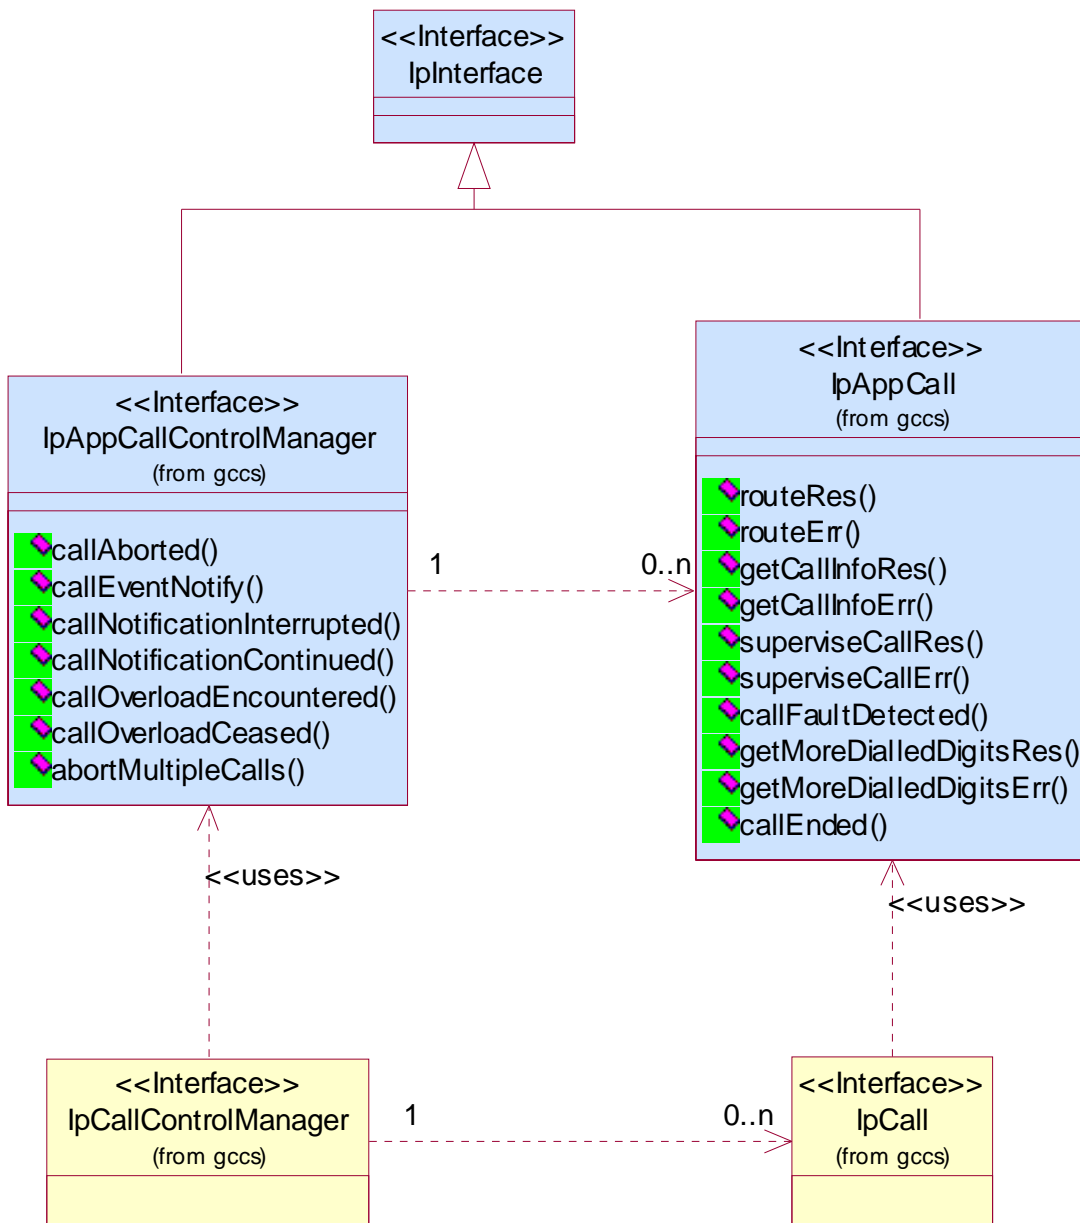 <<Interface>>
IpInterface
<<Interface>>
IpAppCallControlManager
(from gccs)
callAborted()
callEventNotify()
callNotificationInterrupted()
callNotificationContinued()
callOverloadEncountered()
callOverloadCeased()
abortMultipleCalls()
1
0..n
<<Interface>>
IpAppCall
(from gccs)
routeRes()
routeErr()
getCallInfoRes()
getCallInfoErr()
superviseCallRes()
superviseCallErr()
callFaultDetected()
getMoreDialledDigitsRes()
getMoreDialledDigitsErr()
callEnded()
<<uses>>
<<uses>>
<<Interface>>
IpCallControlManager
(from gccs)
1
0..n
<<Interface>>
IpCall
(from gccs)